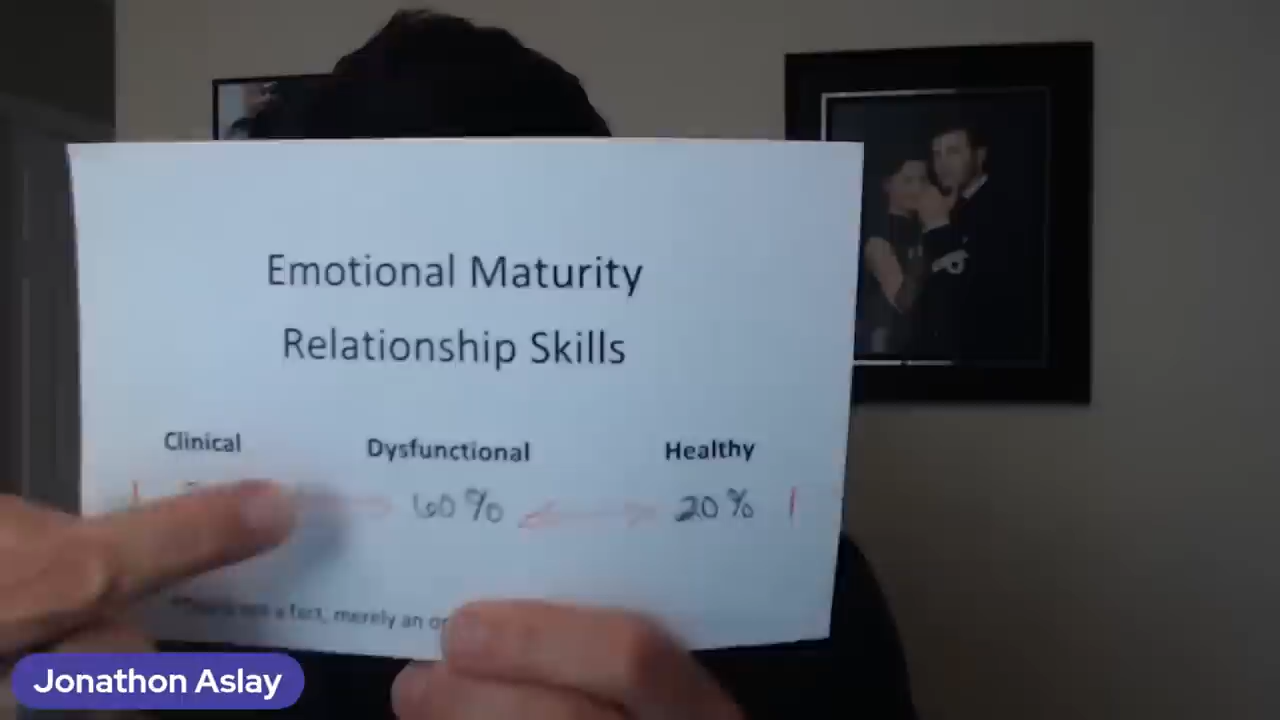 Emotional Maturity
Relationship Skills
Clinical Dysfunctional Healthy
60% 20%
a fact, merely an
Jonathon Aslay